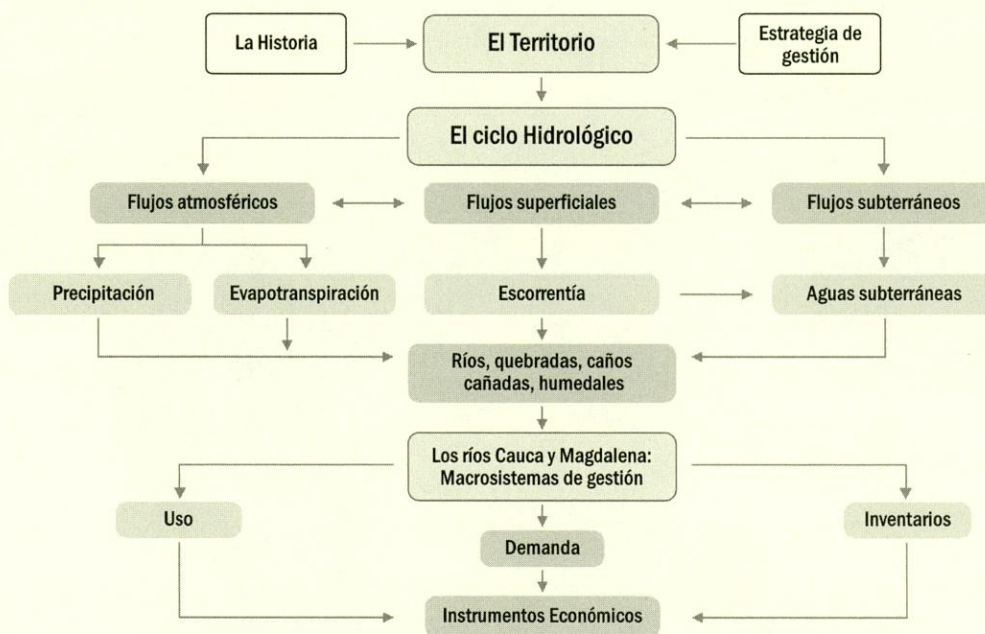 La Historia
El Territorio
Estrategia de
gestión
El ciclo Hidrológico
Flujos atmosféricos
Flujos superficiales
Flujos subterráneos
Precipitación
Evapotranspiración
Escorrentía
Aguas subterráneas
Ríos, quebradas, caños
cañadas, humedales
Los ríos Cauca y Magdalena:
Macrosistemas de gestión
Uso
Inventarios
Demanda
Instrumentos Económicos